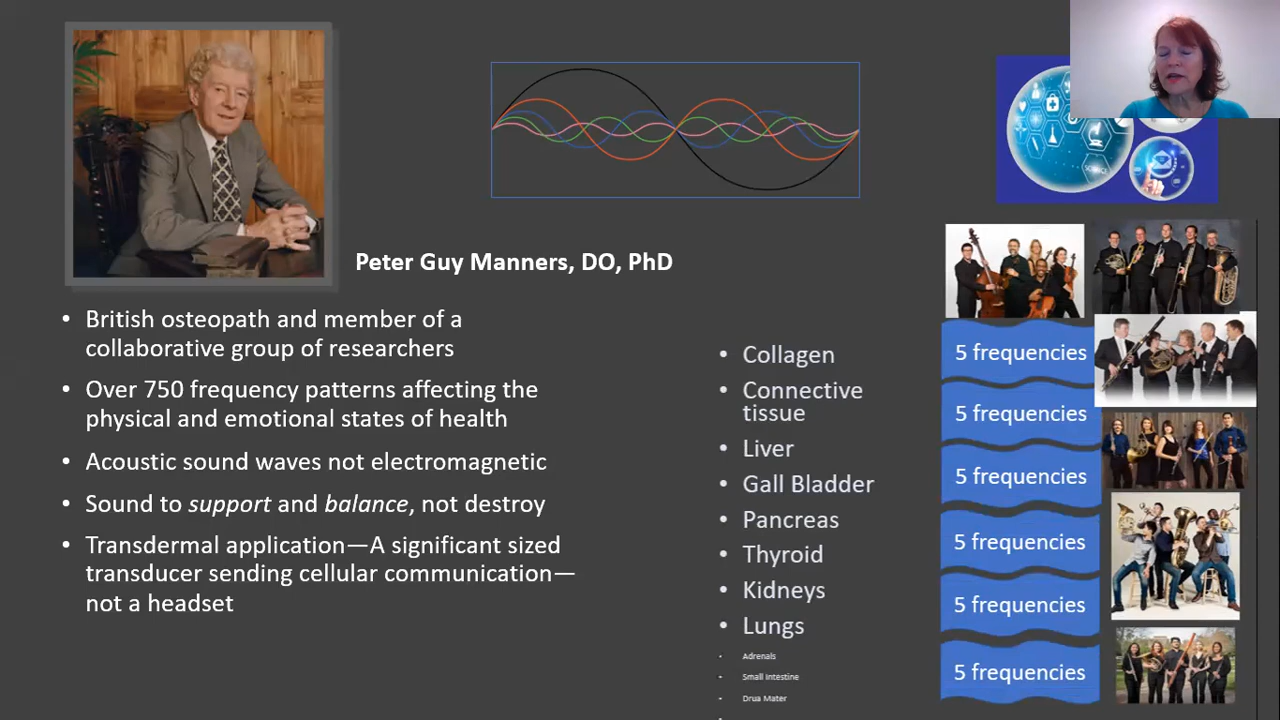 Peter Guy Manners, DO, PhD
• British osteopath and member of a
collaborative group of researchers
• Over 750 frequency patterns affecting the
physical and emotional states of health
• Acoustic sound waves not electromagnetic
• Sound to support and balance, not destroy
• Transdermal application—A significant sized
transducer sending cellular communication—
not a headset
• Collagen
• Connective
tissue
• Liver
• Gall Bladder
• Pancreas
• Thyroid
• Kidneys
• Lungs
• Adrenals
• Small Intestine
• Drua Mater
5 frequencies
5 frequencies
5 frequencies
5 frequencies
5 frequencies
5 frequencies